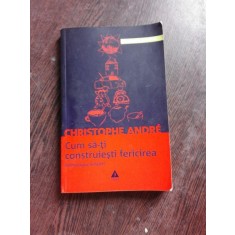 CHRISTOPHE ANDRÉ
Cum să-ți
construiești fericirea